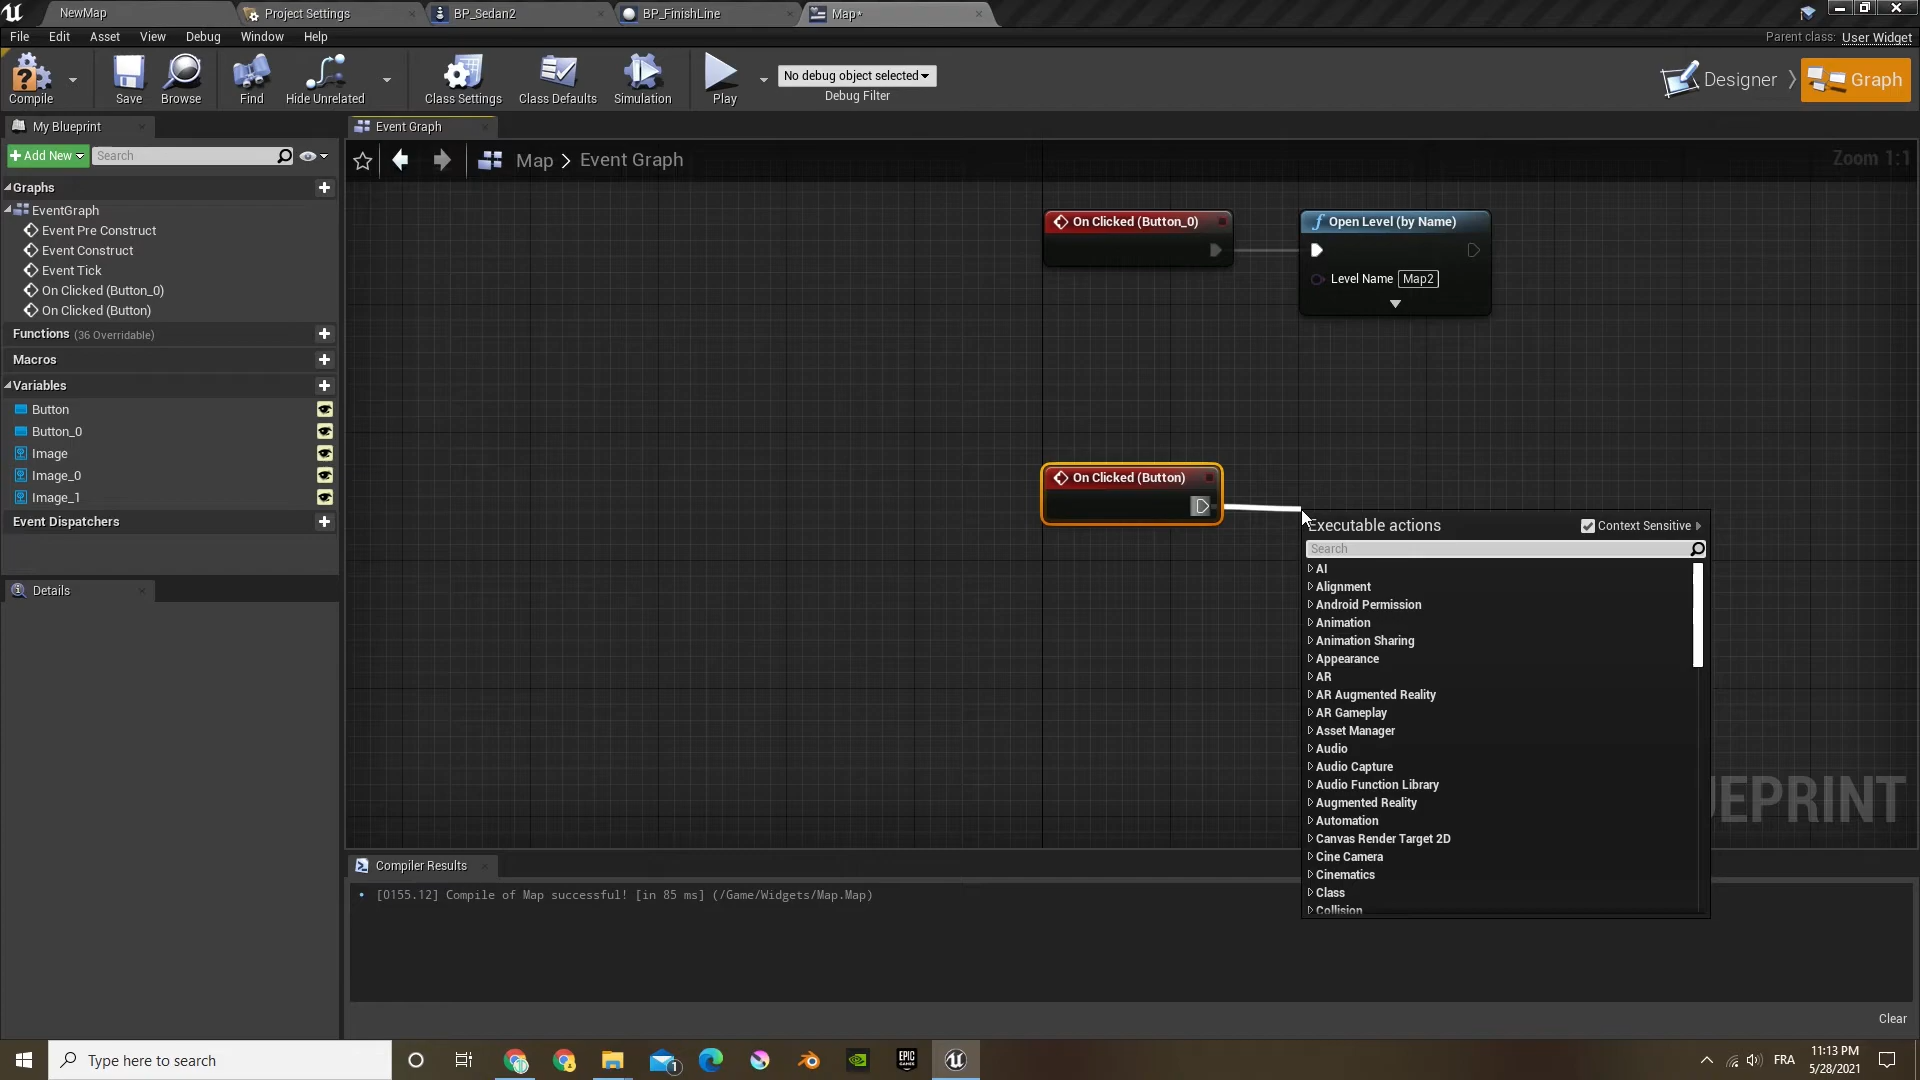 NewMap
Project Settings
BP_Sedan2
BP_FinishLine
Map*
File Edit Asset View Debug Window Help
Parent class: User Widget
Compile
Save
Browse
Find
Hide Unrelated
Class Settings
Class Defaults
Simulation
Play
No debug object selected
Debug Filter
Designer
Graph
My Blueprint
Event Graph
Add New
Search
Map > Event Graph
Zoom 1:1
Graphs
EventGraph
Event Pre Construct
Event Construct
Event Tick
On Clicked (Button_0)
On Clicked (Button)
Functions (36 Overridable)
Macros
Variables
Button
Button_0
Image
Image_0
Image_1
Event Dispatchers
Details
On Clicked (Button_0)
Open Level (by Name)
Level Name Map2
On Clicked (Button)
Executable actions
Context Sensitive
Search
AI
Alignment
Android Permission
Animation
Animation Sharing
Appearance
AR
AR Augmented Reality
AR Gameplay
Asset Manager
Audio
Audio Capture
Audio Function Library
Augmented Reality
Automation
Canvas Render Target 2D
Cine Camera
Cinematics
Class
Collision
UEPRINT
Compiler Results
[0155.12] Compile of Map successful! [in 85 ms] (/Game/Widgets/Map.Map)
Clear
Type here to search
1
EPIC GAMES
FRA
11:13 PM
5/28/2021